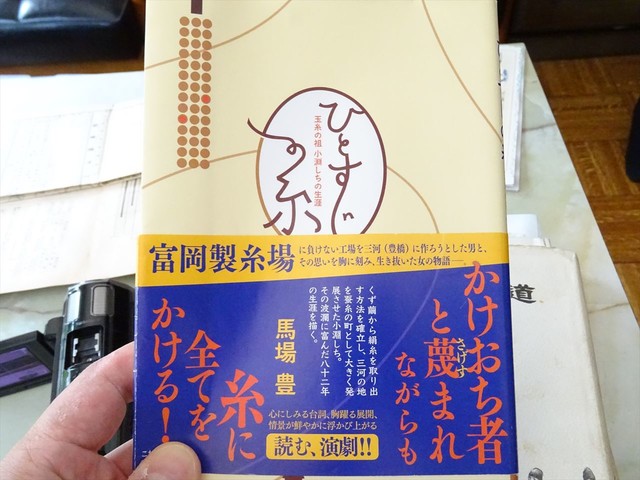 ひとすじ
の糸
玉糸の祖 小淵しちの生涯
富岡製糸場に負けない工場を三河（豊橋）に作ろうとした男と、
その思いを胸に刻み、生き抜いた女の物語――。
かけおち者
と蔑まれ
さげす
ながらも
糸に
全てを
かける！
くず繭から絹糸を取り出
す方法を確立し、三河の地
を蚕糸の町として大きく発
展させた小淵しち。
その波瀾に富んだ八十二年
の生涯を描く。
馬場 豊
心にしみる台詞、胸躍る展開、
情景が鮮やかに浮かび上がる
読む、演劇!!
道